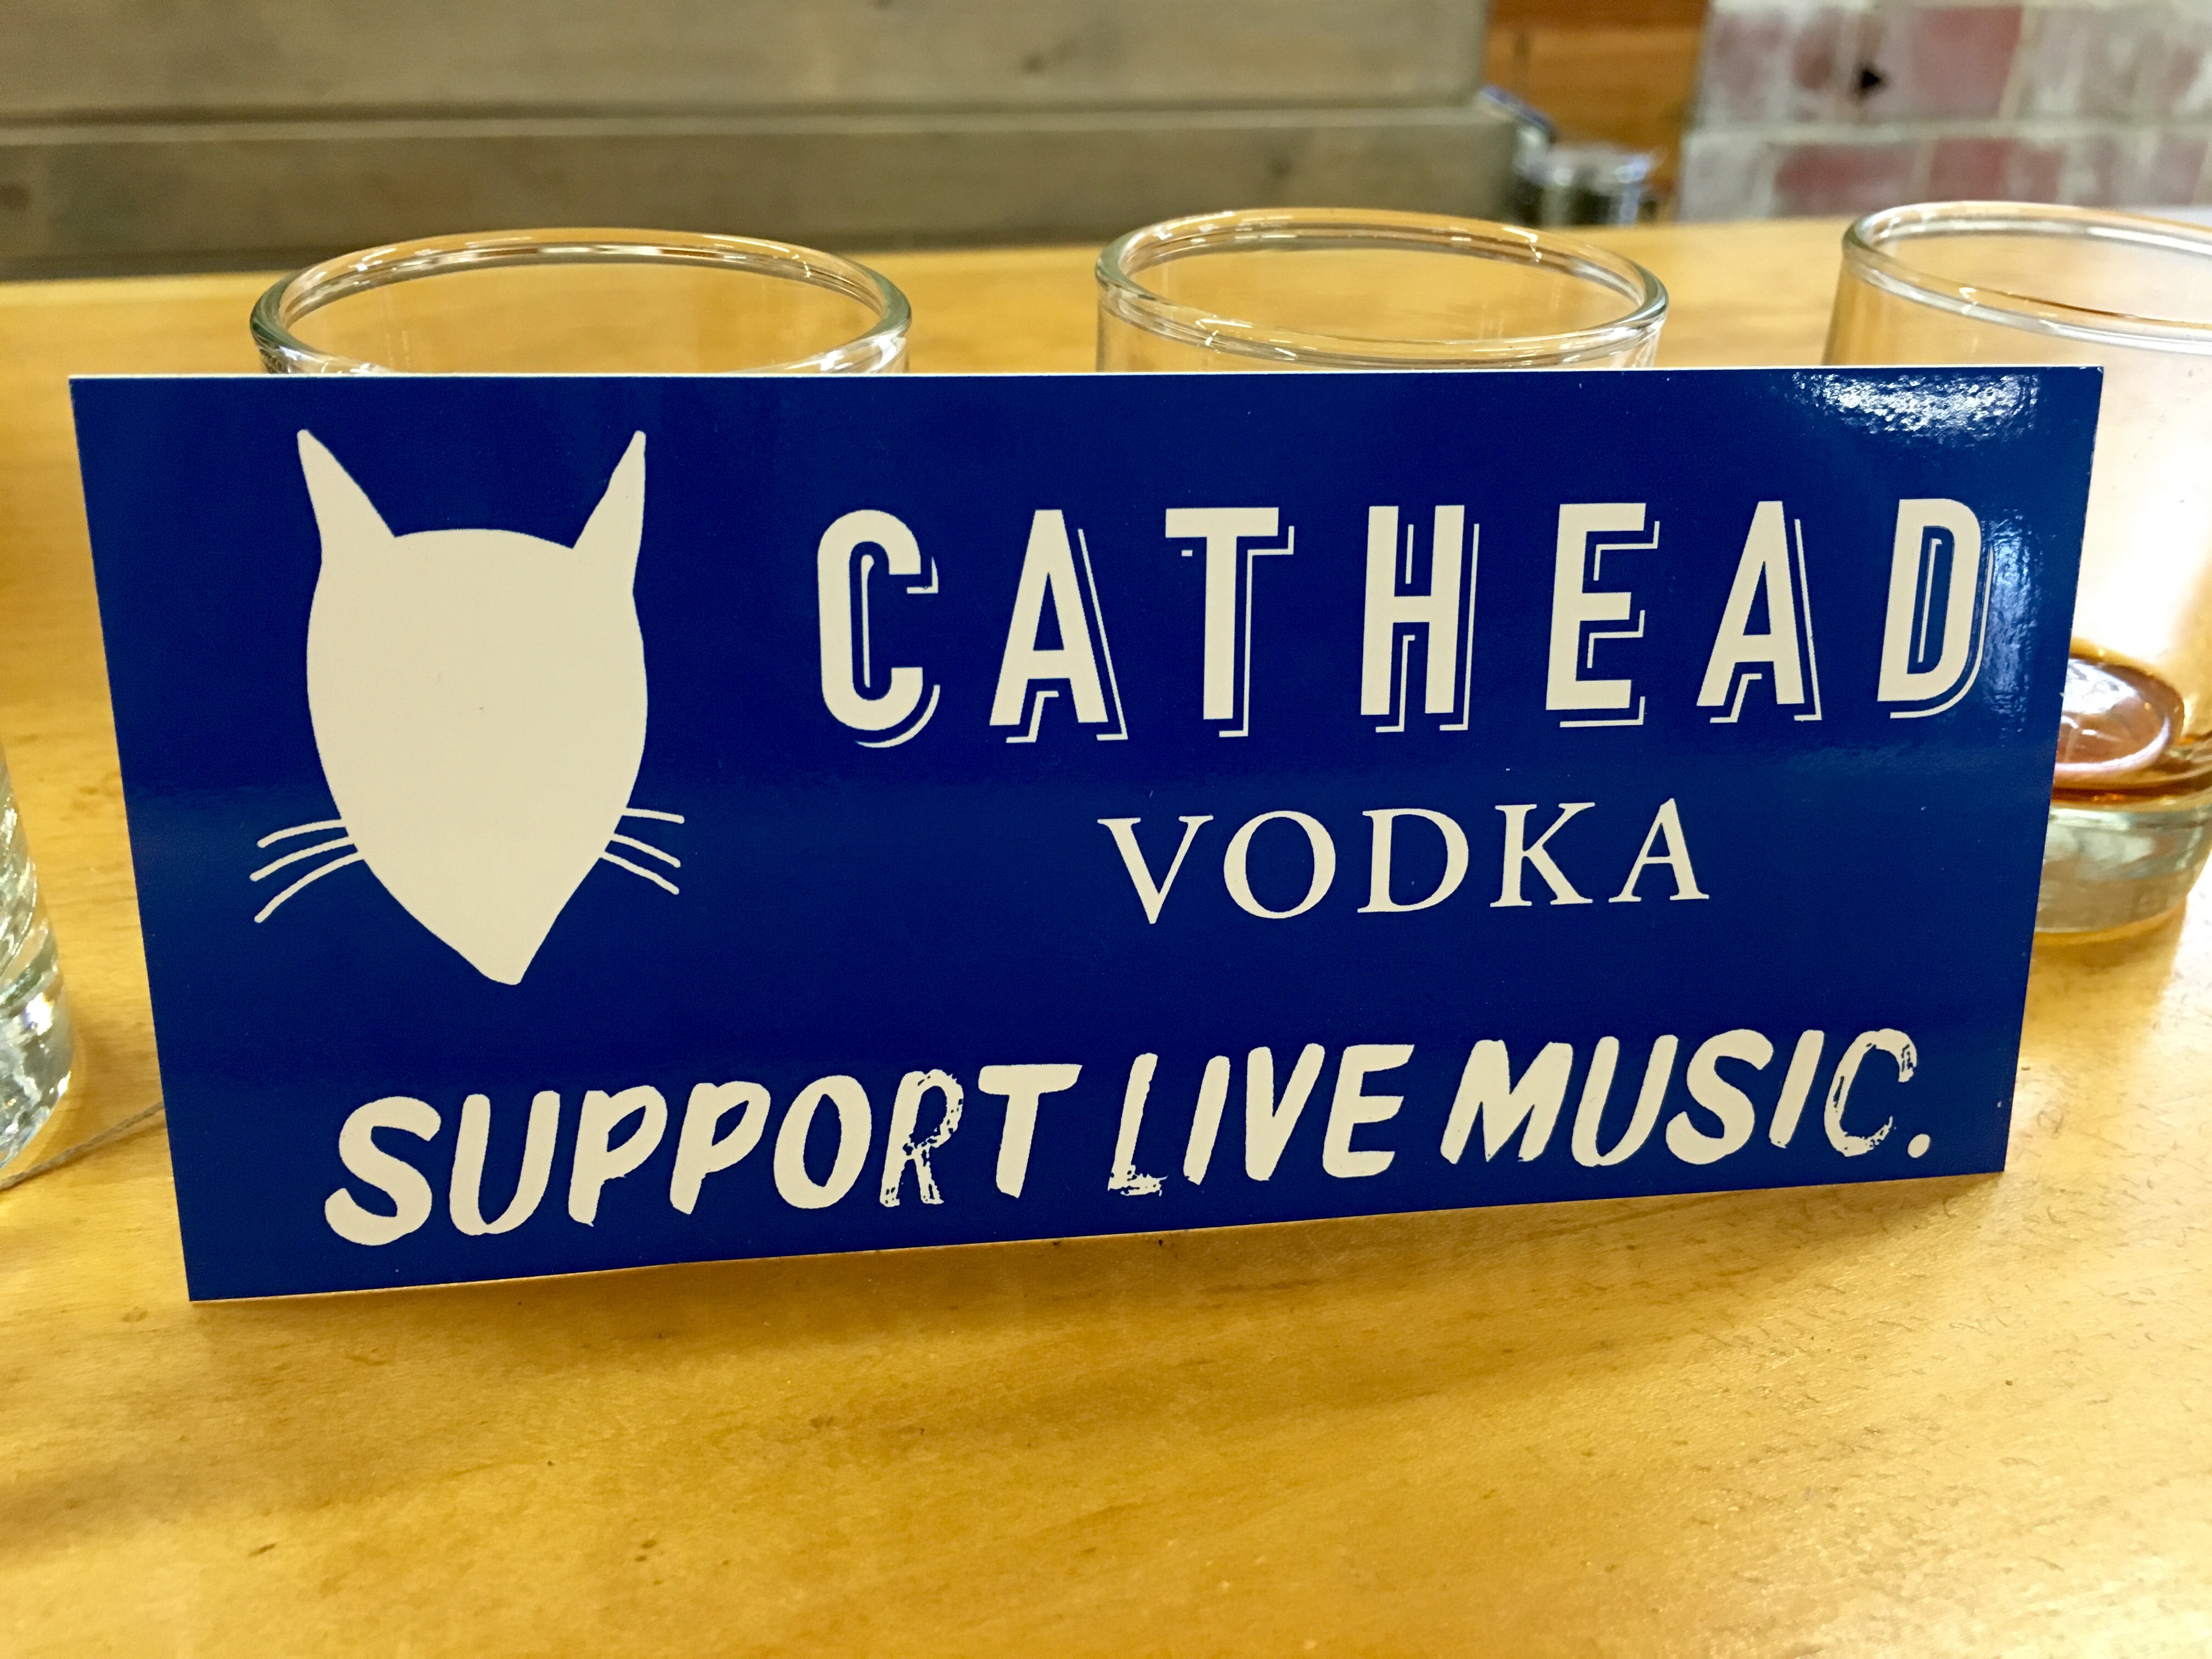 CATHEAD
VODKA
SUPPORT LIVE MUSIC.